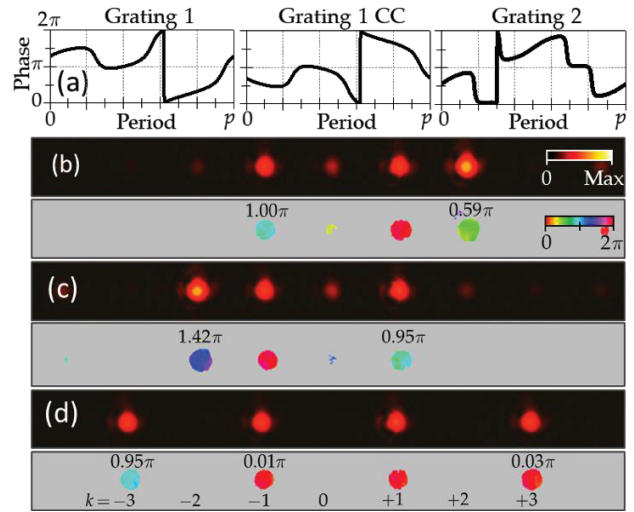 Grating 1 Grating 1 CC Grating 2
2π
Phase
π
(a)
0
0 Period p 0 Period p 0 Period p
(b)
0 Max
1.00π 0.59π
0 2π
(c)
1.42π 0.95π
(d)
0.95π 0.01π 0.03π
k = −3 −2 −1 0 +1 +2 +3